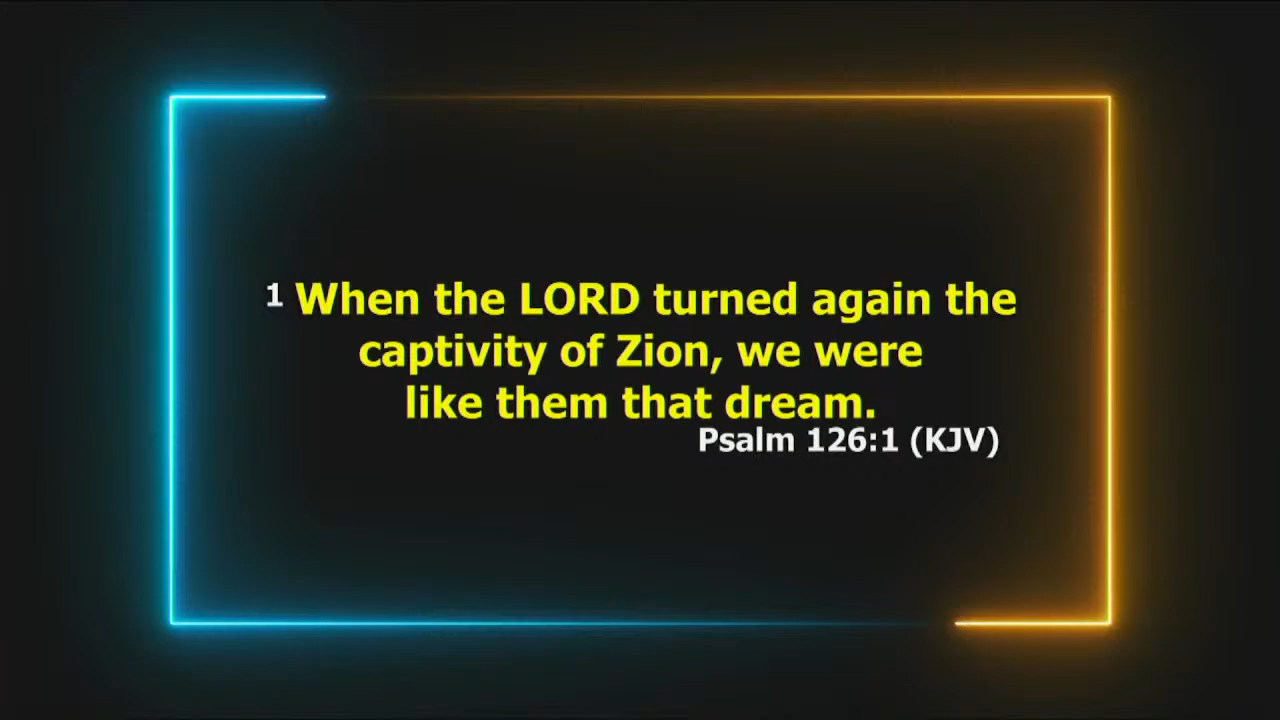 1 When the LORD turned again the
captivity of Zion, we were
like them that dream.
Psalm 126:1 (KJV)